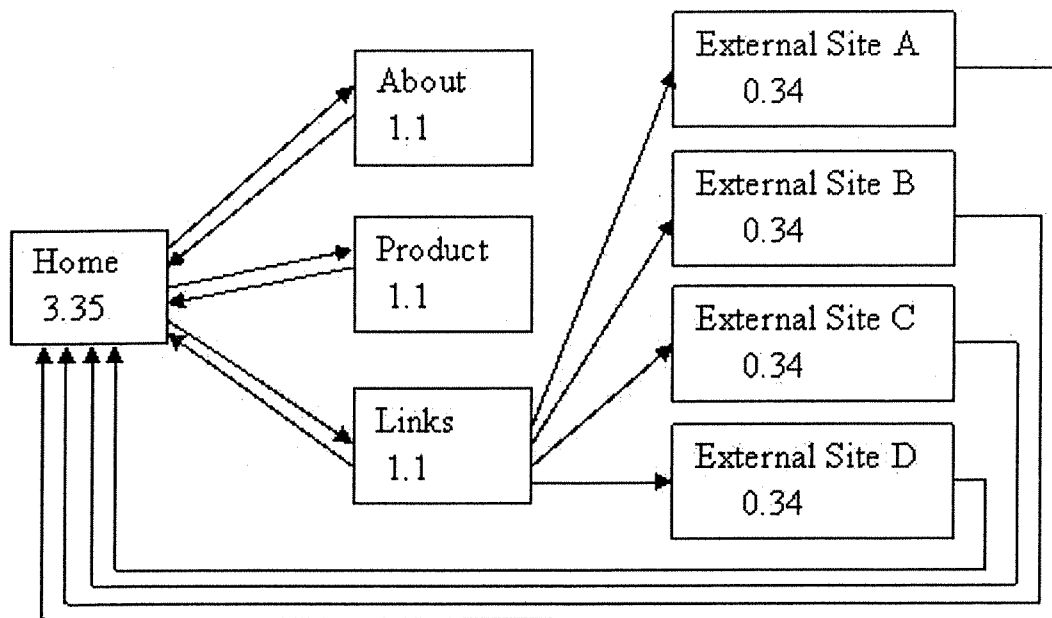 Home
3.35
About
1.1
Product
1.1
Links
1.1
External Site A
0.34
External Site B
0.34
External Site C
0.34
External Site D
0.34